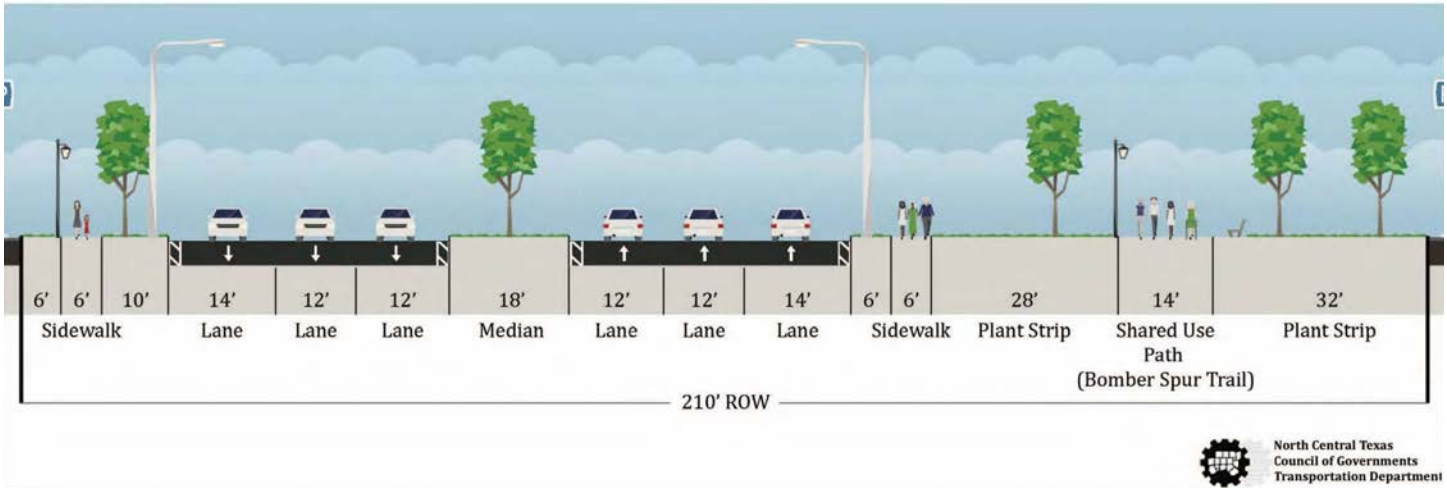 6' 6' 10' 14' 12' 12' 18' 12' 12' 14' 6' 6' 28' 14' 32'
Sidewalk Lane Lane Lane Median Lane Lane Lane Sidewalk Plant Strip Shared Use Plant Strip
Path
(Bomber Spur Trail)
210' ROW
North Central Texas
Council of Governments
Transportation Department